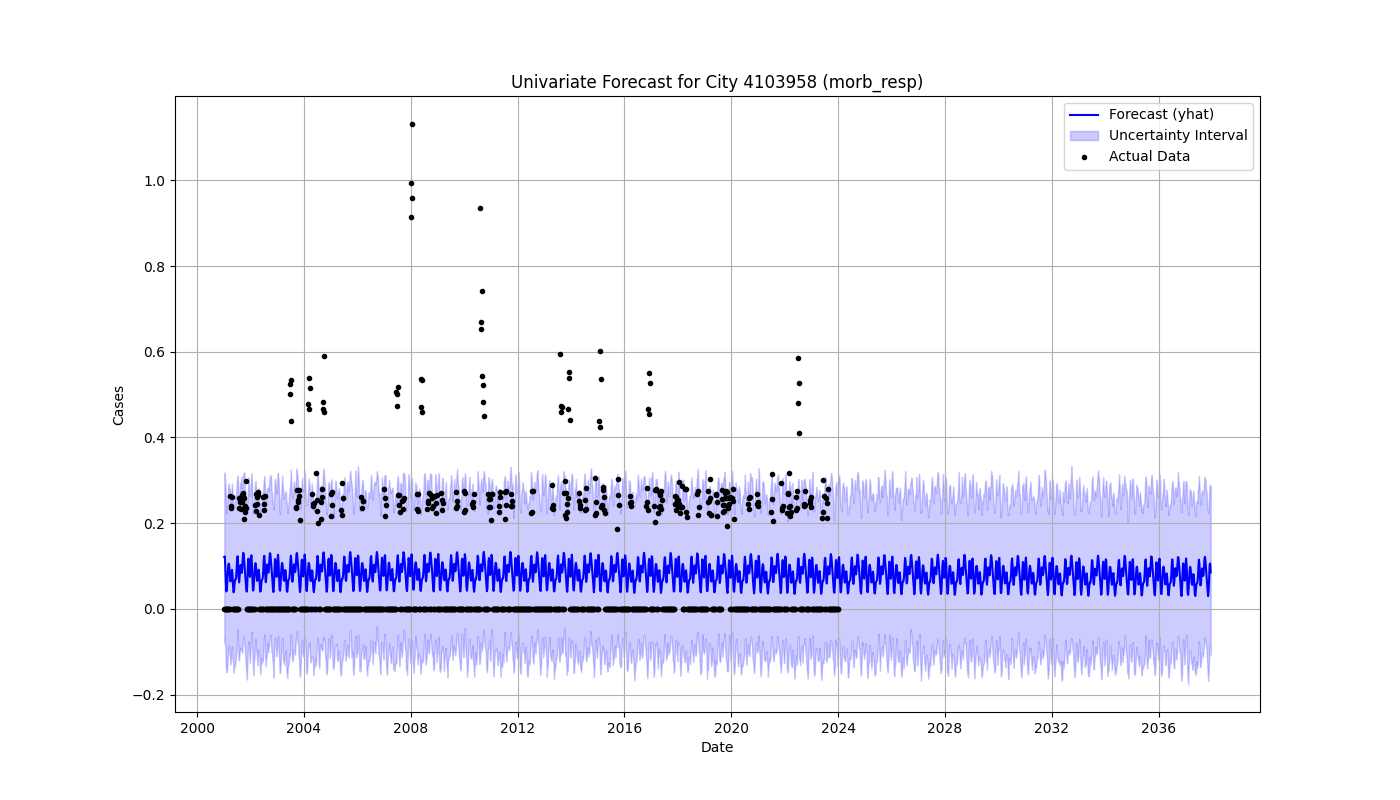 Univariate Forecast for City 4103958 (morb_resp)
Forecast (yhat)
Uncertainty Interval
Actual Data
Cases
1.0
0.8
0.6
0.4
0.2
0.0
−0.2
2000 2004 2008 2012 2016 2020 2024 2028 2032 2036
Date